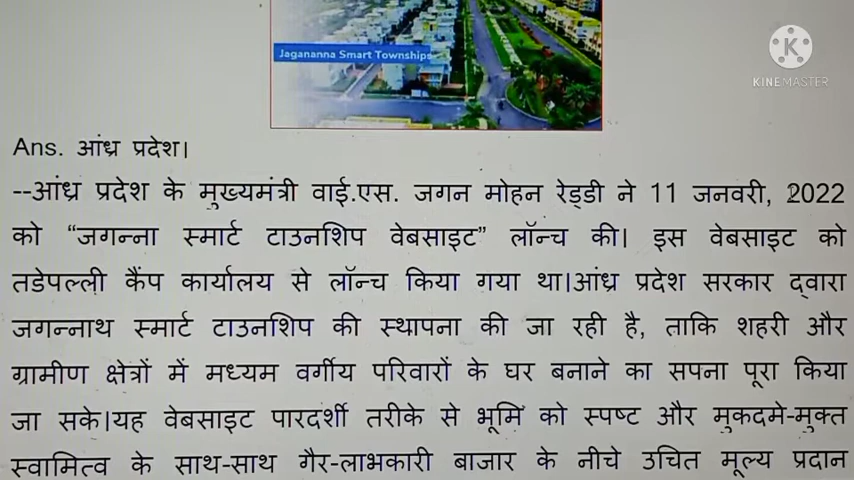 Jagananna Smart Townships
K
KINEMASTER
Ans. आंध्र प्रदेश।
--आंध्र प्रदेश के मुख्यमंत्री वाई.एस. जगन मोहन रेड्डी ने 11 जनवरी, 2022
को “जगन्ना स्मार्ट टाउनशिप वेबसाइट” लॉन्च की। इस वेबसाइट को
तडेपल्ली कैंप कार्यालय से लॉन्च किया गया था।आंध्र प्रदेश सरकार द्वारा
जगन्नाथ स्मार्ट टाउनशिप की स्थापना की जा रही है, ताकि शहरी और
ग्रामीण क्षेत्रों में मध्यम वर्गीय परिवारों के घर बनाने का सपना पूरा किया
जा सके।यह वेबसाइट पारदर्शी तरीके से भूमि को स्पष्ट और मुकदमे-मुक्त
स्वामित्व के साथ-साथ गैर-लाभकारी बाजार के नीचे उचित मूल्य प्रदान